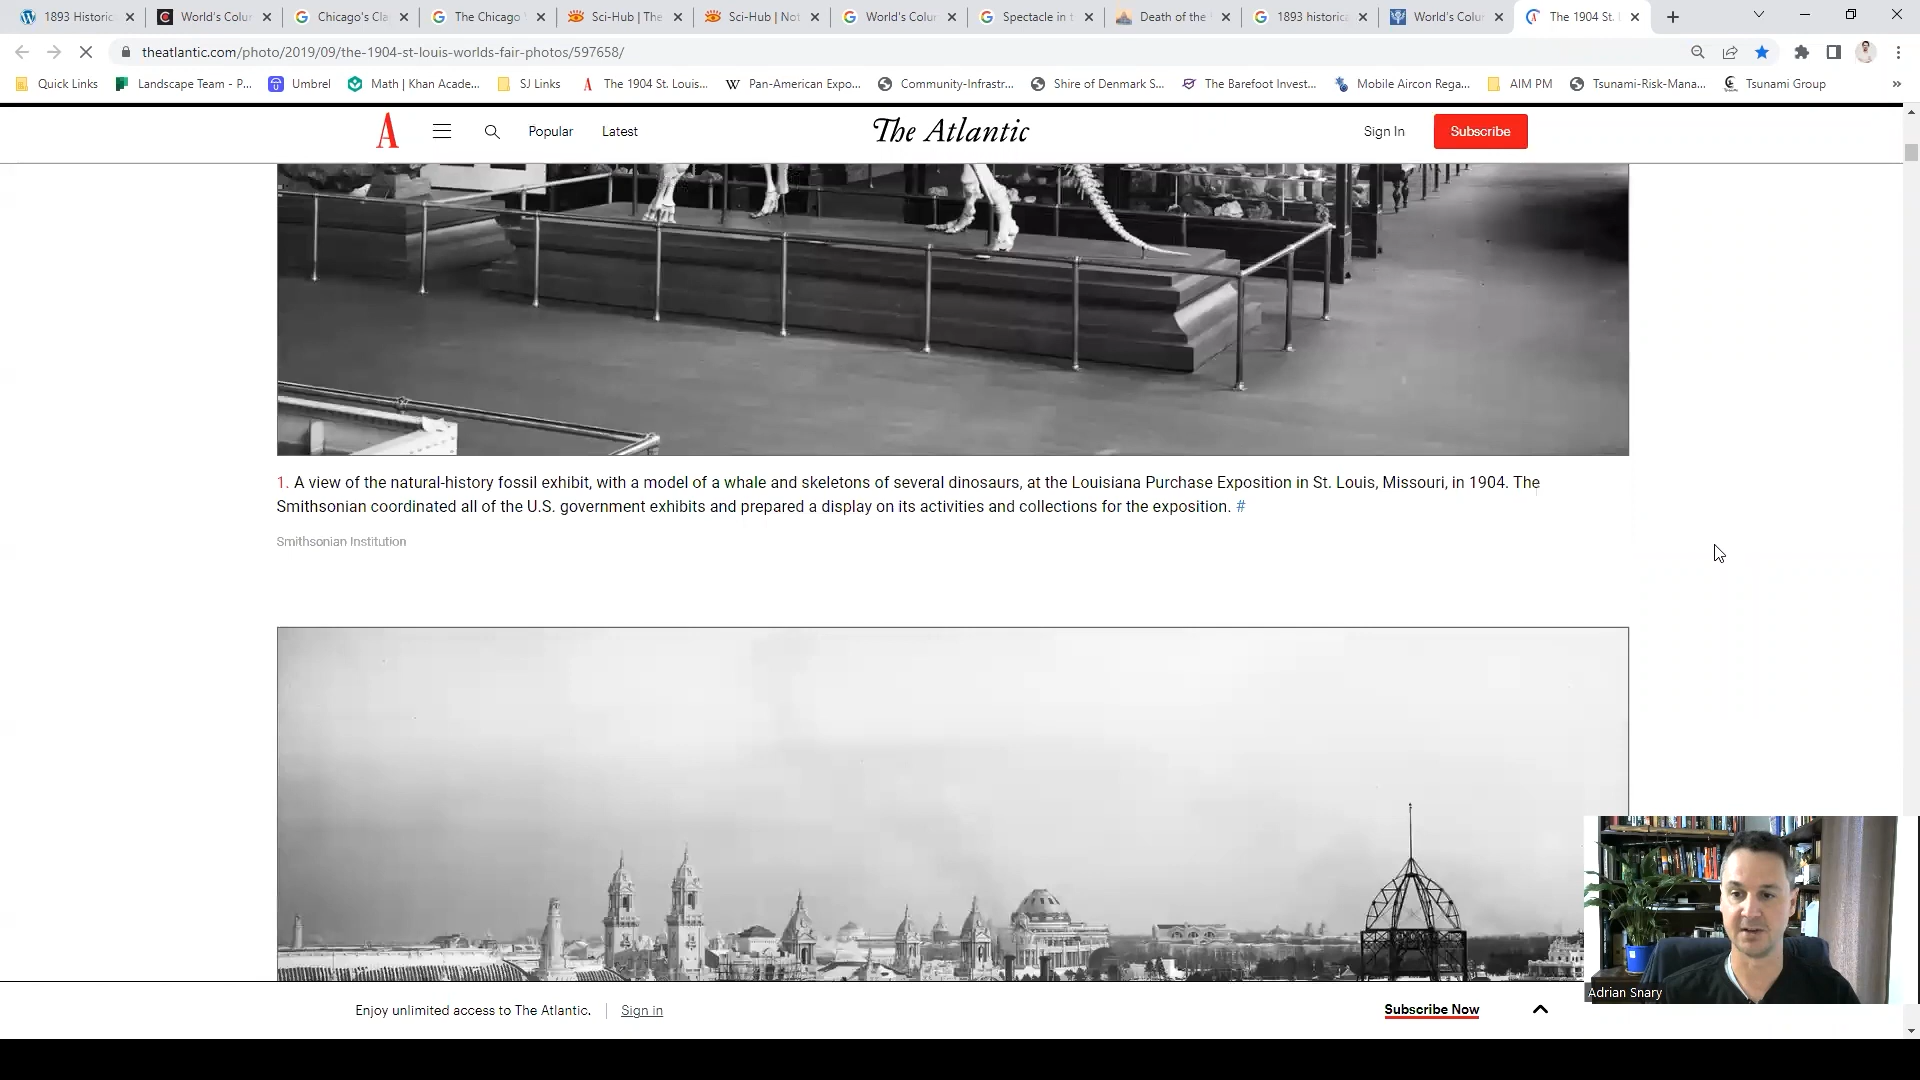 1893 Historic
World's Colu
Chicago's Cla
The Chicago
Sci-Hub | The
Sci-Hub | Not
World's Colu
Spectacle in t
Death of the
1893 historica
World's Colu
The 1904 St.
theatlantic.com/photo/2019/09/the-1904-st-louis-worlds-fair-photos/597658/
Quick Links
Landscape Team - P...
Umbrel
Math | Khan Acade...
SJ Links
The 1904 St. Louis...
Pan-American Expo...
Community-Infrastr...
Shire of Denmark S...
The Barefoot Invest...
Mobile Aircon Rega...
AIM PM
Tsunami-Risk-Mana...
Tsunami Group
»
A
Popular
Latest
The Atlantic
Sign In
Subscribe
1. A view of the natural-history fossil exhibit, with a model of a whale and skeletons of several dinosaurs, at the Louisiana Purchase Exposition in St. Louis, Missouri, in 1904. The
Smithsonian coordinated all of the U.S. government exhibits and prepared a display on its activities and collections for the exposition. #
Smithsonian Institution
Enjoy unlimited access to The Atlantic.
Sign in
Subscribe Now
Adrian Snary